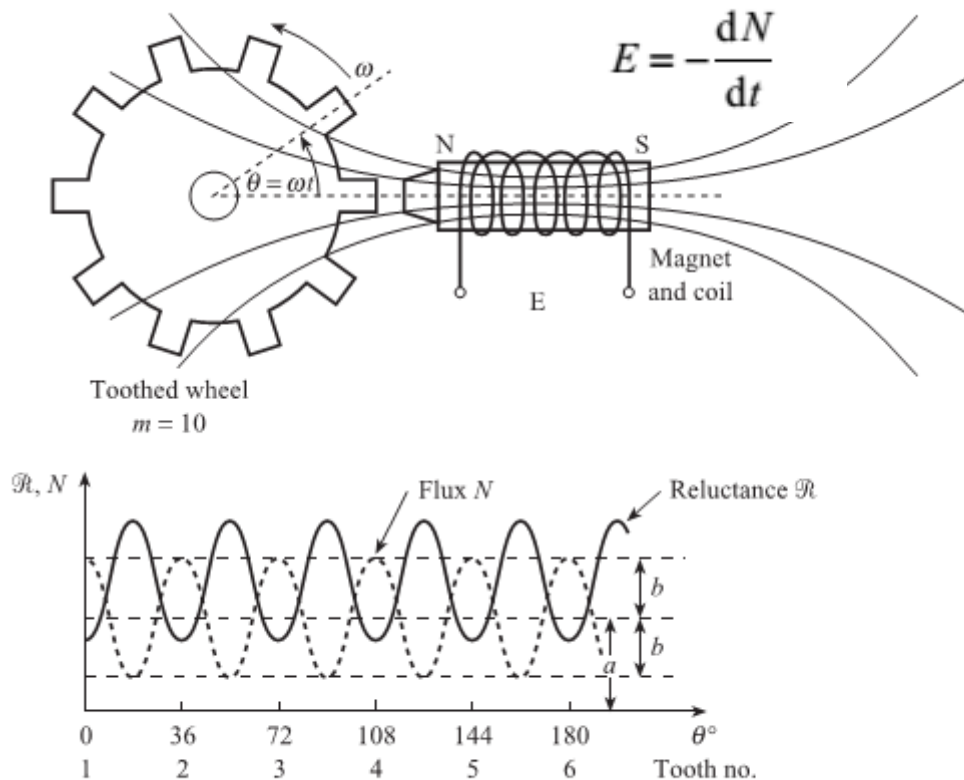 E = - dN/dt
ω
N S
θ = ωt
Magnet
and coil
E
Toothed wheel
m = 10
ℛ, N
Flux N
Reluctance ℛ
b
b
a
0 36 72 108 144 180 θ°
1 2 3 4 5 6 Tooth no.